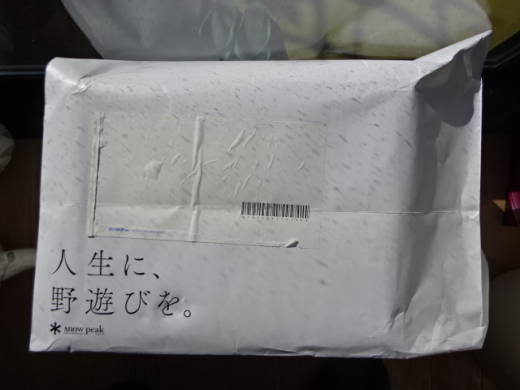 人生に、
野遊びを。
snow peak